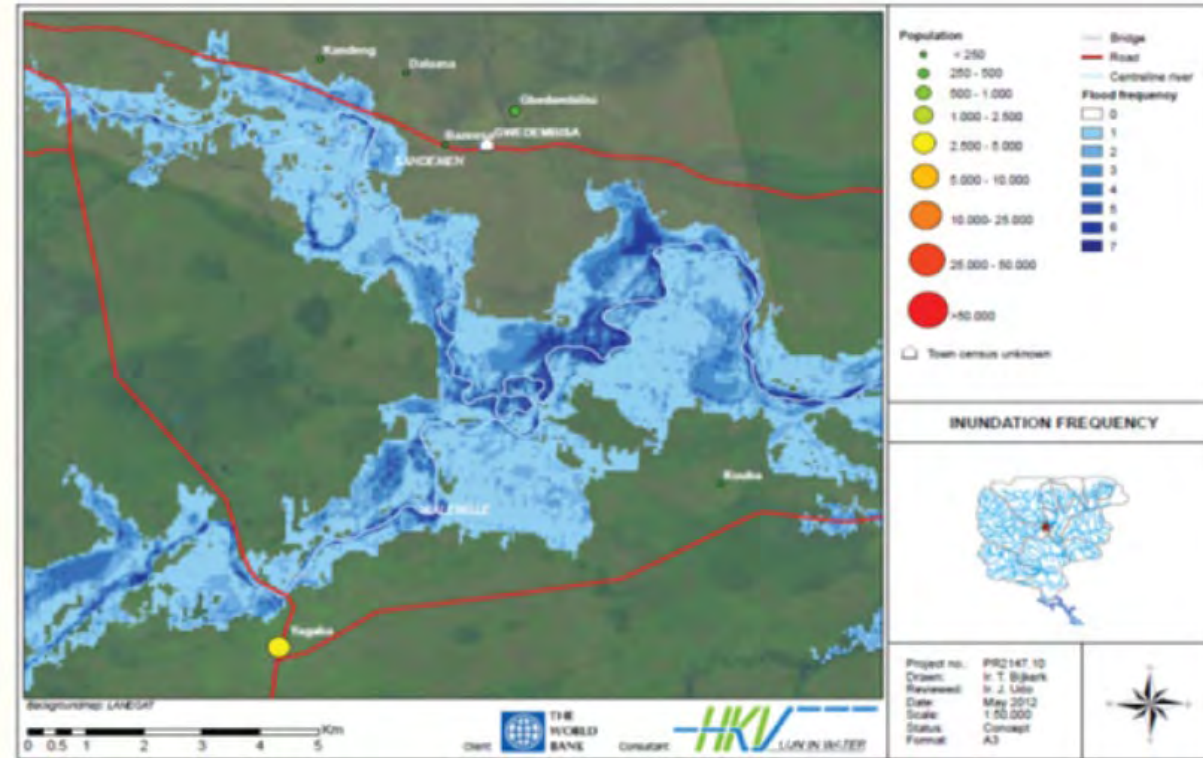 Kandeng
GWEDEMBISA
SANDEMEN
Kouka
Yagaba
Backgroundmap: LANDSAT
0 0.5 1 2 3 4 5 Km
Client:
THE
WORLD
BANK
Consultant:
HKV
LIJN IN WATER
Population
< 250
250 - 500
500 - 1.000
1.000 - 2.500
2.500 - 5.000
5.000 - 10.000
10.000- 25.000
25.000 - 50.000
>50.000
Town census unknown
Bridge
Road
Centreline river
Flood frequency
0
1
2
3
4
5
6
7
INUNDATION FREQUENCY
Project no.: PR2147.10
Drawn: Ir. T. Bijkerk
Reviewed: Ir. J. Udo
Date: May 2012
Scale: 1:50.000
Status: Concept
Format: A3